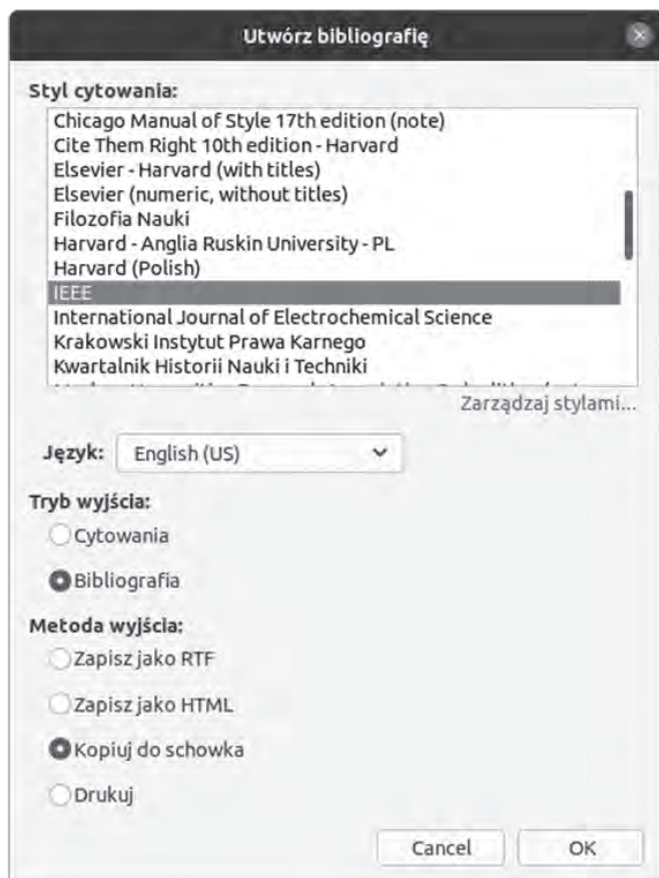 Utwórz bibliografię
Styl cytowania:
Chicago Manual of Style 17th edition (note)
Cite Them Right 10th edition - Harvard
Elsevier - Harvard (with titles)
Elsevier (numeric, without titles)
Filozofia Nauki
Harvard - Anglia Ruskin University - PL
Harvard (Polish)
IEEE
International Journal of Electrochemical Science
Krakowski Instytut Prawa Karnego
Kwartalnik Historii Nauki i Techniki
Zarządzaj stylami...
Język: English (US)
Tryb wyjścia:
Cytowania
Bibliografia
Metoda wyjścia:
Zapisz jako RTF
Zapisz jako HTML
Kopiuj do schowka
Drukuj
Cancel OK